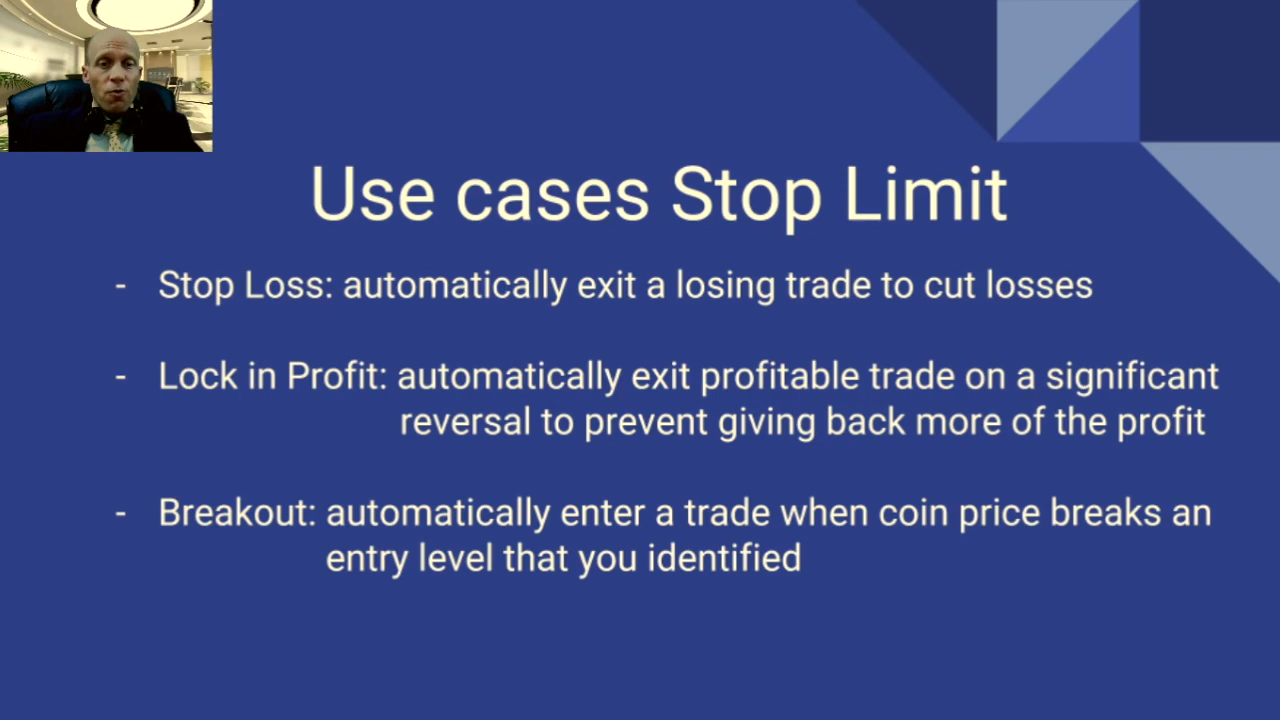 Use cases Stop Limit
- Stop Loss: automatically exit a losing trade to cut losses
- Lock in Profit: automatically exit profitable trade on a significant
reversal to prevent giving back more of the profit
- Breakout: automatically enter a trade when coin price breaks an
entry level that you identified